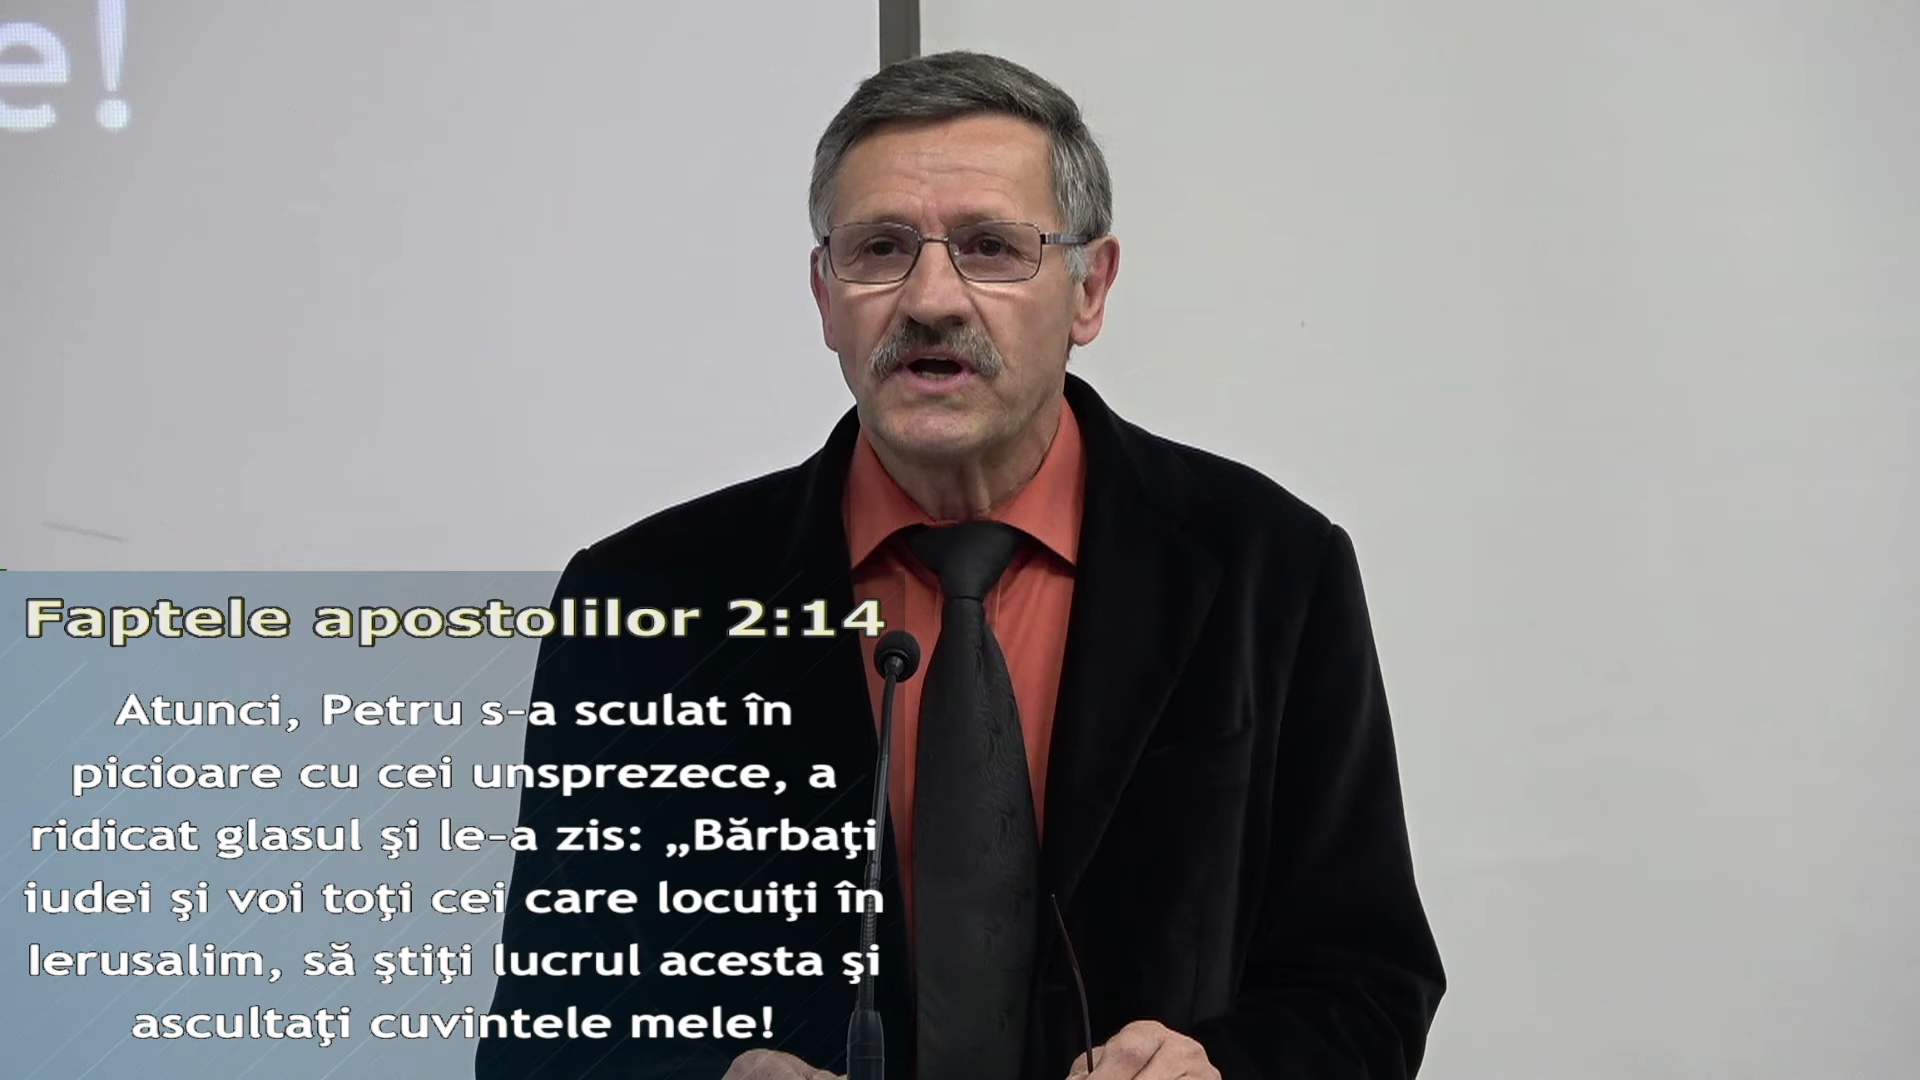 e!
Faptele apostolilor 2:14
Atunci, Petru s-a sculat în
picioare cu cei unsprezece, a
ridicat glasul şi le-a zis: „Bărbaţi
iudei şi voi toţi cei care locuiţi în
Ierusalim, să ştiţi lucrul acesta şi
ascultaţi cuvintele mele!